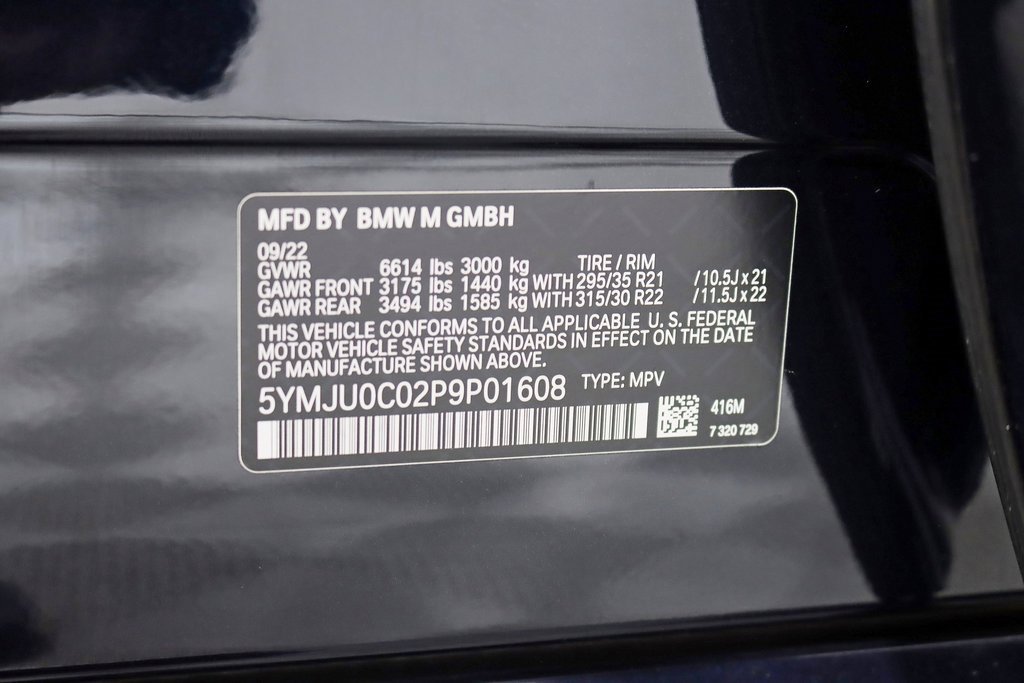 MFD BY BMW M GMBH
09/22
GVWR 6614 lbs 3000 kg TIRE / RIM
GAWR FRONT 3175 lbs 1440 kg WITH 295/35 R21 /10.5J x 21
GAWR REAR 3494 lbs 1585 kg WITH 315/30 R22 /11.5J x 22
THIS VEHICLE CONFORMS TO ALL APPLICABLE U.S. FEDERAL
MOTOR VEHICLE SAFETY STANDARDS IN EFFECT ON THE DATE
OF MANUFACTURE SHOWN ABOVE.
5YMJU0C02P9P01608 TYPE: MPV
416M
7 320 729